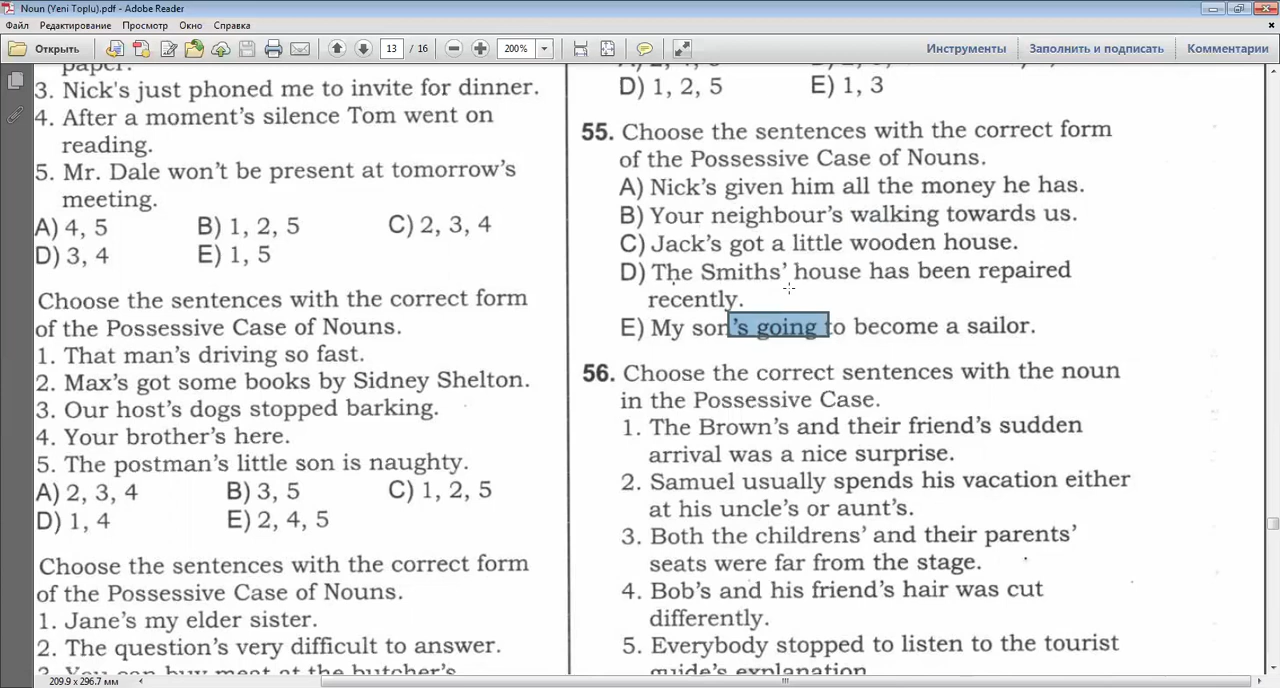 Noun (Yeni Toplu).pdf - Adobe Reader
Файл Редактирование Просмотр Окно Справка
Открыть 13 / 16 200% Инструменты Заполнить и подписать Комментарии
paper.
3. Nick's just phoned me to invite for dinner.
4. After a moment's silence Tom went on
reading.
5. Mr. Dale won't be present at tomorrow's
meeting.
A) 4, 5 B) 1, 2, 5 C) 2, 3, 4
D) 3, 4 E) 1, 5
Choose the sentences with the correct form
of the Possessive Case of Nouns.
1. That man's driving so fast.
2. Max's got some books by Sidney Shelton.
3. Our host's dogs stopped barking.
4. Your brother's here.
5. The postman's little son is naughty.
A) 2, 3, 4 B) 3, 5 C) 1, 2, 5
D) 1, 4 E) 2, 4, 5
Choose the sentences with the correct form
of the Possessive Case of Nouns.
1. Jane's my elder sister.
2. The question's very difficult to answer.
3. You can buy meat at the butcher's
D) 1, 2, 5 E) 1, 3
55. Choose the sentences with the correct form
of the Possessive Case of Nouns.
A) Nick's given him all the money he has.
B) Your neighbour's walking towards us.
C) Jack's got a little wooden house.
D) The Smiths' house has been repaired
recently.
E) My son's going to become a sailor.
56. Choose the correct sentences with the noun
in the Possessive Case.
1. The Brown's and their friend's sudden
arrival was a nice surprise.
2. Samuel usually spends his vacation either
at his uncle's or aunt's.
3. Both the childrens' and their parents'
seats were far from the stage.
4. Bob's and his friend's hair was cut
differently.
5. Everybody stopped to listen to the tourist
guide's explanation
209.9 x 296.7 мм